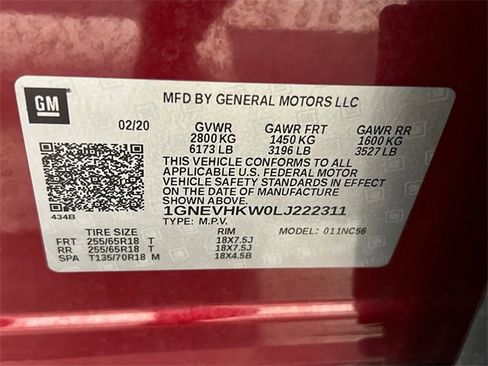 GM
MFD BY GENERAL MOTORS LLC
02/20 GVWR GAWR FRT GAWR RR
2800 KG 1450 KG 1600 KG
6173 LB 3196 LB 3527 LB
THIS VEHICLE CONFORMS TO ALL
APPLICABLE U.S. FEDERAL MOTOR
VEHICLE SAFETY STANDARDS IN EFFECT
ON THE DATE OF MANUFACTURE
SHOWN ABOVE.
434B
1GNEVHKW0LJ222311
TYPE: M.P.V. MODEL: 011NC56
TIRE SIZE RIM
FRT 255/65R18 T 18X7.5J
RR 255/65R18 T 18X7.5J
SPA T135/70R18 M 18X4.5B